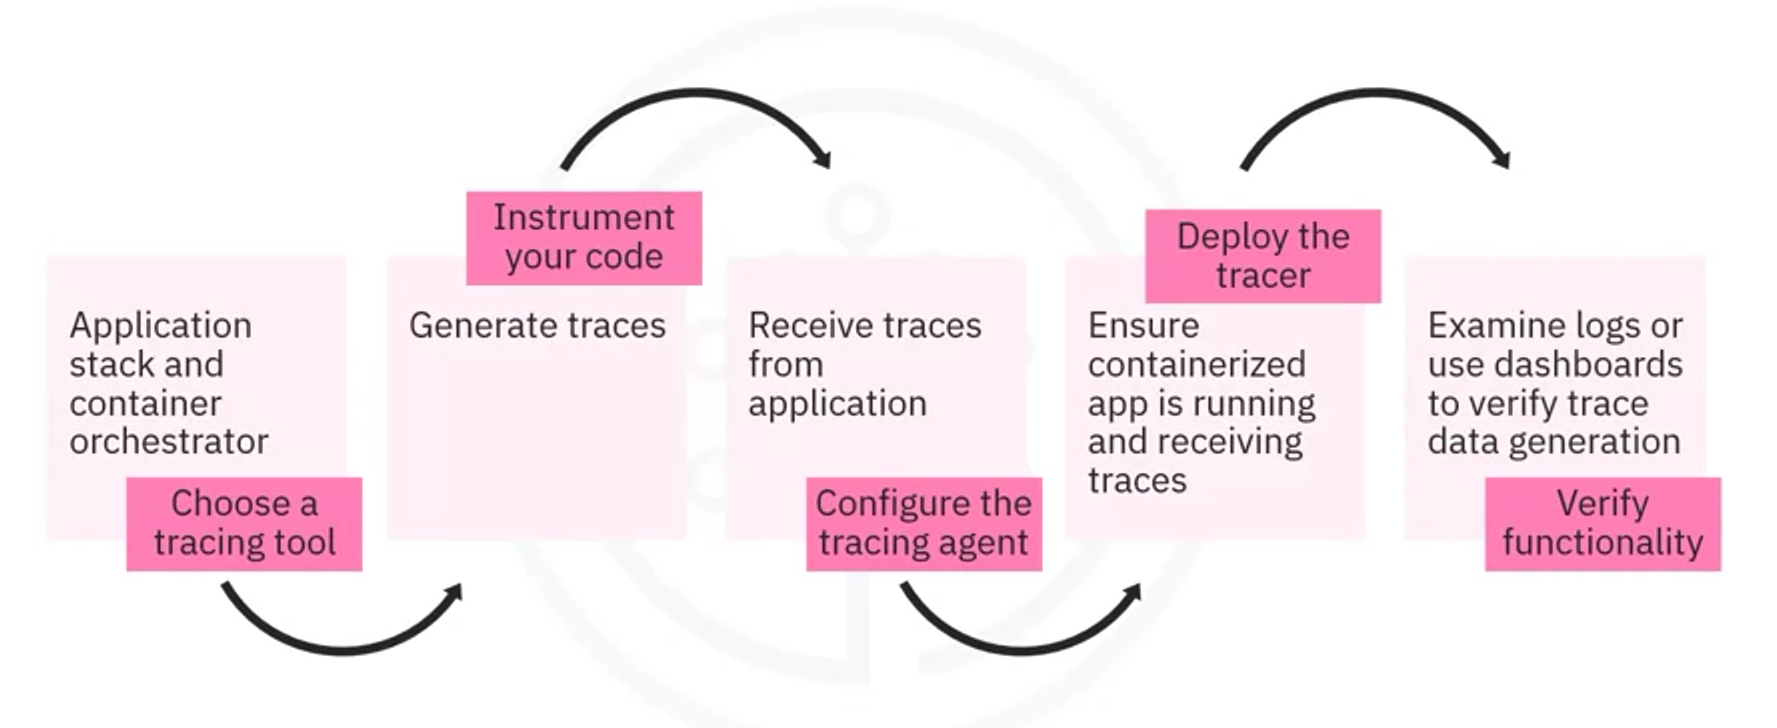 Application
stack and
container
orchestrator
Choose a
tracing tool
Instrument
your code
Generate traces
Receive traces
from
application
Configure the
tracing agent
Deploy the
tracer
Ensure
containerized
app is running
and receiving
traces
Examine logs or
use dashboards
to verify trace
data generation
Verify
functionality